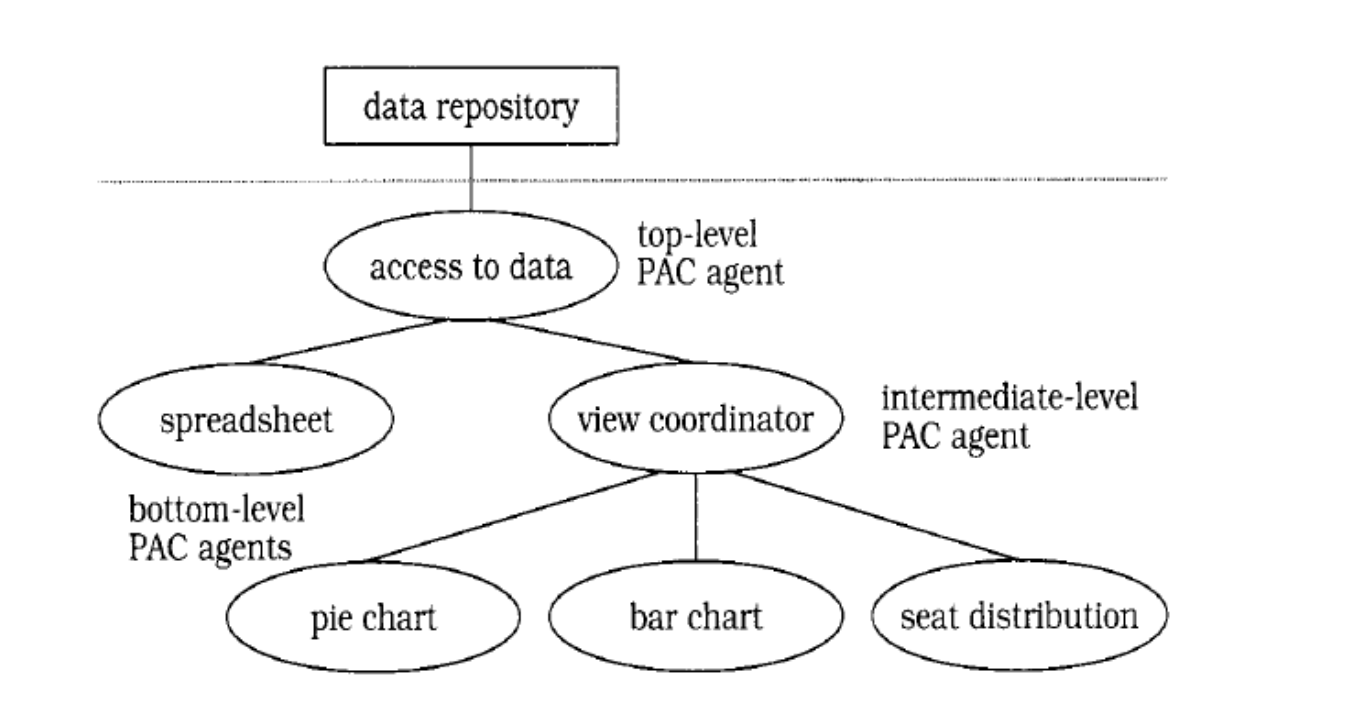 data repository
access to data
top-level
PAC agent
spreadsheet
view coordinator
intermediate-level
PAC agent
bottom-level
PAC agents
pie chart
bar chart
seat distribution